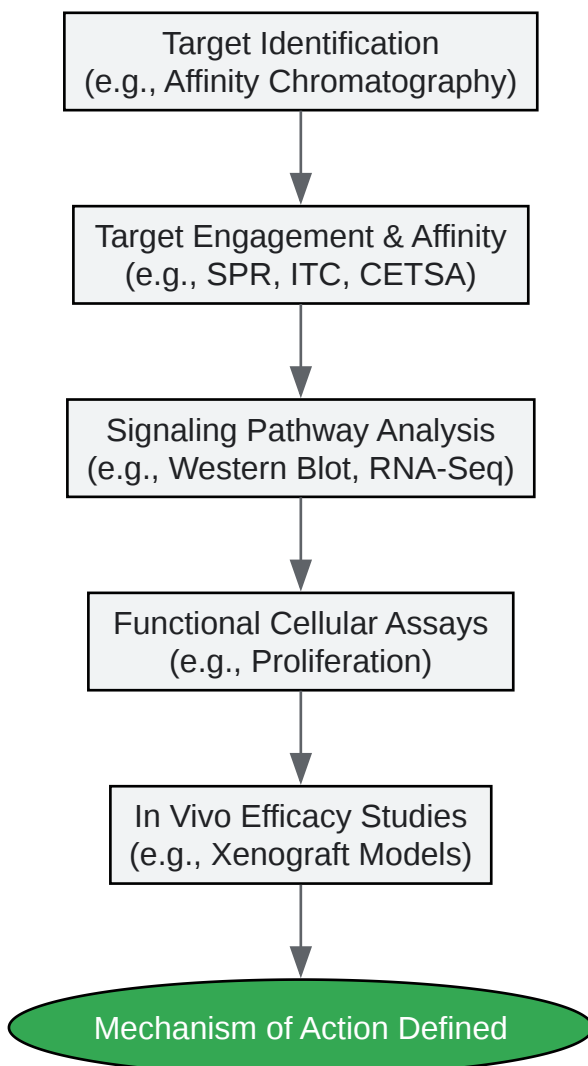 Target Identification
(e.g., Affinity Chromatography)
Target Engagement & Affinity
(e.g., SPR, ITC, CETSA)
Signaling Pathway Analysis
(e.g., Western Blot, RNA-Seq)
Functional Cellular Assays
(e.g., Proliferation)
In Vivo Efficacy Studies
(e.g., Xenograft Models)
Mechanism of Action Defined